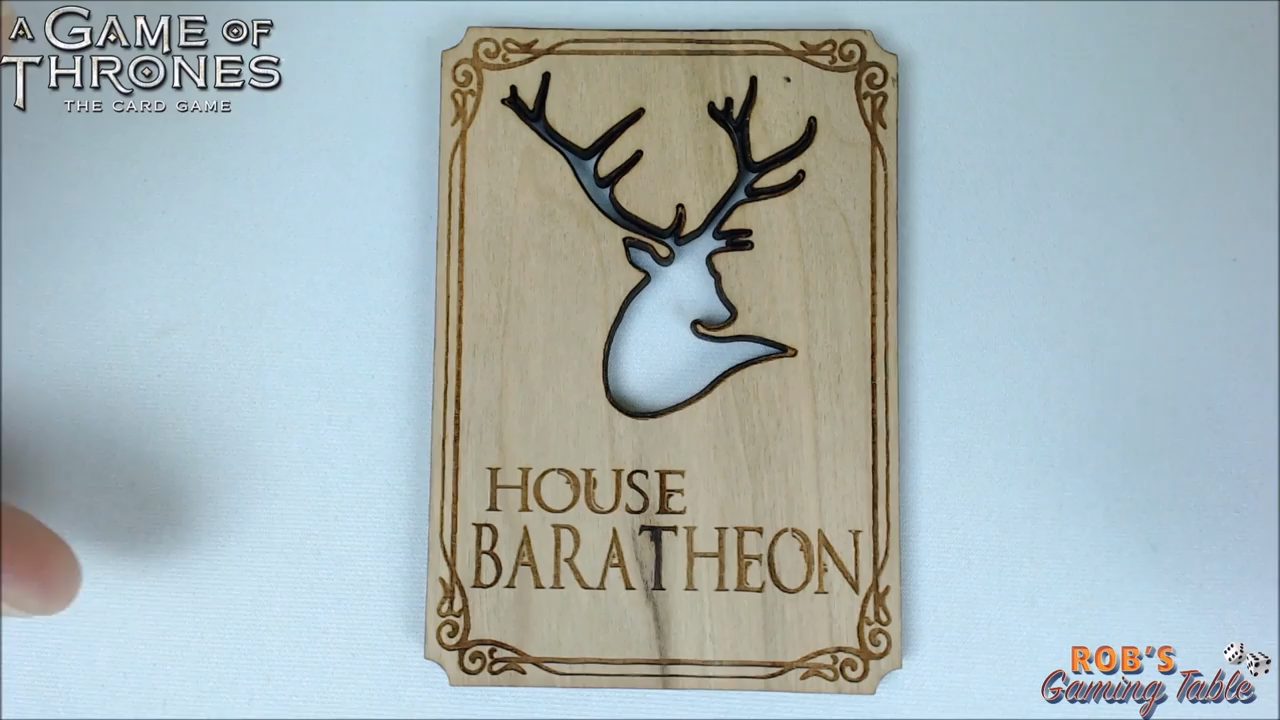 A GAME OF
THRONES
THE CARD GAME
HOUSE
BARATHEON
ROB'S
Gaming Table